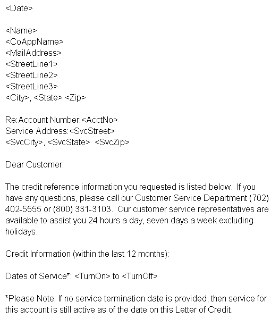 <Date>
<Name>
<CoAppName>
<MailAddress>
<StreetLine1>
<StreetLine2>
<StreetLine3>
<City>, <State> <Zip>
Re:Account Number <AcctNo>
Service Address:<SvcStreet>
<SvcCity>, <SvcState> <SvcZip>
Dear Customer:
The credit reference information you requested is listed below. If you
have any questions, please call our Customer Service Department (702)
402-5555 or (800) 331-3103. Our customer service representatives are
available to assist you 24 hours a day, seven days a week excluding
holidays.
Credit Information (within the last 12 months):
Dates of Service*: <TurnOn> to <TurnOff>
*Please Note: If no service termination date is provided, then service for
this account is still active as of the date on this Letter of Credit.